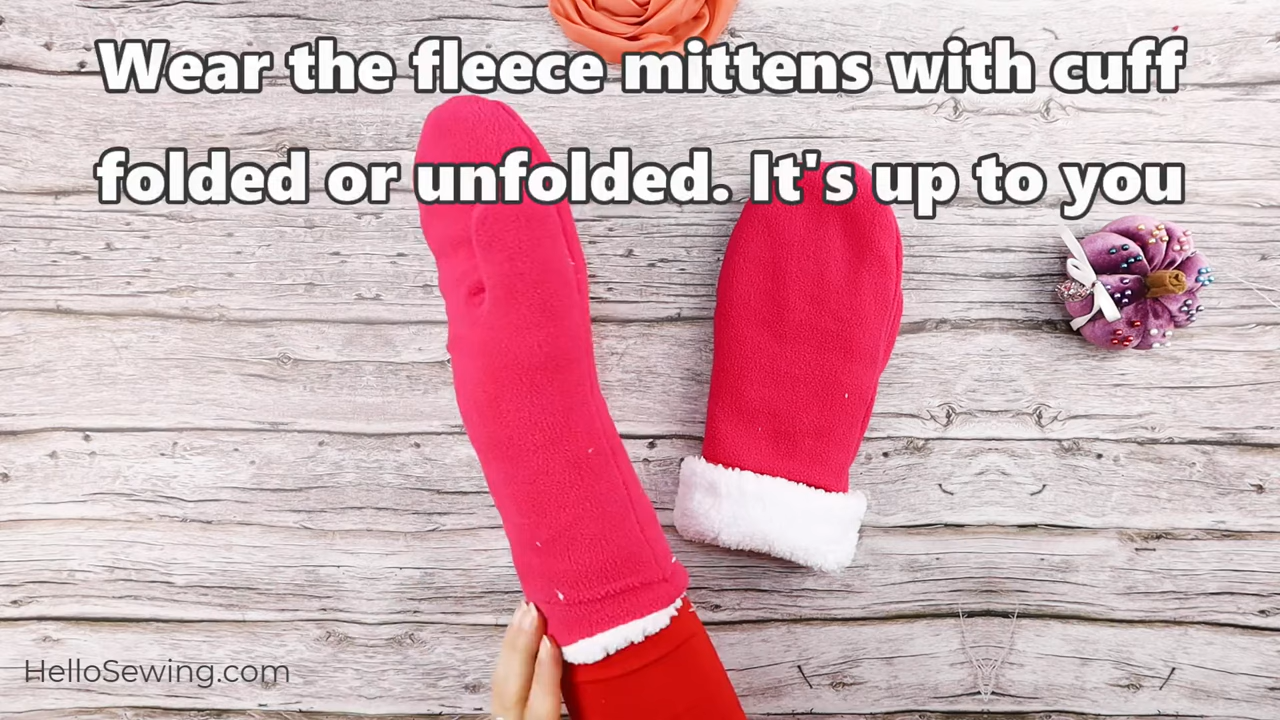 Wear the fleece mittens with cuff
folded or unfolded. It's up to you
HelloSewing.com